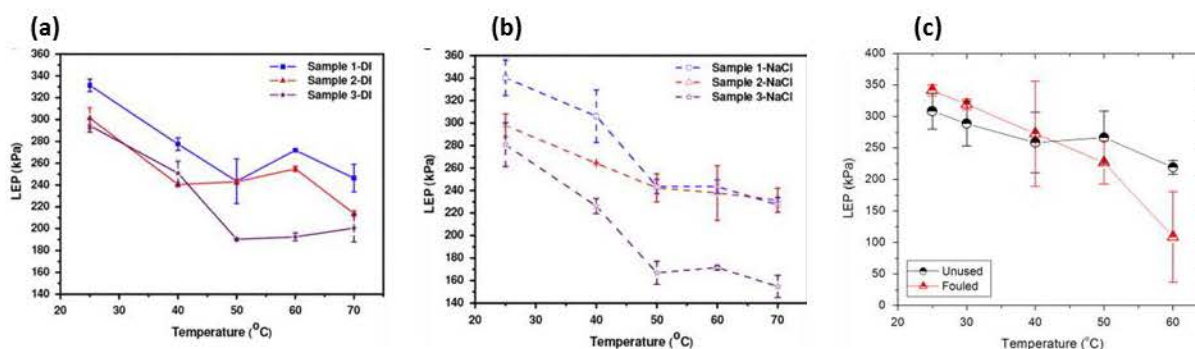 (a)
360
340
320
300
280
260
240
220
200
180
160
140
LEP (kPa)
20
30
40
50
60
70
Temperature (°C)
Sample 1-DI
Sample 2-DI
Sample 3-DI
(b)
360
340
320
300
280
260
240
220
200
180
160
140
LEP (kPa)
20
30
40
50
60
70
Temperature (°C)
Sample 1-NaCl
Sample 2-NaCl
Sample 3-NaCl
(c)
400
350
300
250
200
150
100
50
0
LEP (kPa)
20
30
40
50
60
Temperature (°C)
Unused
Fouled